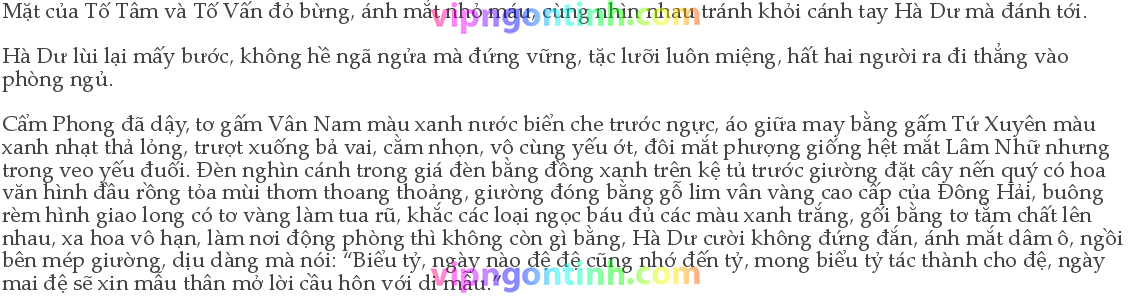 Mặt của Tố Tâm và Tố Vấn đỏ bừng, ánh mắt nhỏ máu, cùng nhìn nhau tránh khỏi cánh tay Hà Dư mà đánh tới.
vipngontinh.com
Hà Dư lùi lại mấy bước, không hề ngã ngửa mà đứng vững, tặc lưỡi luôn miệng, hất hai người ra đi thẳng vào
phòng ngủ.
Cẩm Phong đã dậy, tơ gấm Vân Nam màu xanh nước biển che trước ngực, áo giữa may bằng gấm Tứ Xuyên màu
xanh nhạt thả lỏng, trượt xuống bả vai, cằm nhọn, vô cùng yếu ớt, đôi mắt phượng giống hệt mắt Lâm Nhữ nhưng
trong veo yếu đuối. Đèn nghìn cánh trong giá đèn bằng đồng xanh trên kệ tủ trước giường đặt cây nến quý có hoa
văn hình đầu rồng tỏa mùi thơm thoang thoảng, giường đóng bằng gỗ lim vân vàng cao cấp của Đông Hải, buông
rèm hình giao long có tơ vàng làm tua rũ, khắc các loại ngọc báu đủ các màu xanh trắng, gối bằng tơ tằm chất lên
nhau, xa hoa vô hạn, làm nơi động phòng thì không còn gì bằng, Hà Dư cười không đứng đắn, ánh mắt dâm ô, ngồi
bên mép giường, dịu dàng mà nói: “Biểu tỷ, ngày nào đệ đệ cũng nhớ đến tỷ, mong biểu tỷ tác thành cho đệ, ngày
mai đệ sẽ xin mẫu thân mở lời cầu hôn với di mẫu.”
vipngontinh.com